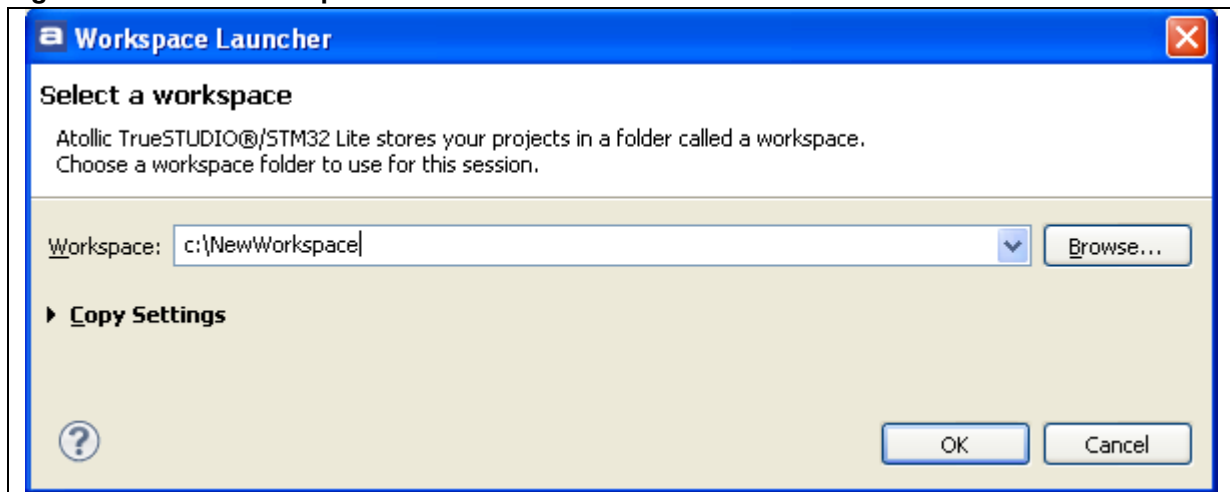 Workspace Launcher
Select a workspace
Atollic TrueSTUDIO®/STM32 Lite stores your projects in a folder called a workspace.
Choose a workspace folder to use for this session.
Workspace: c:\NewWorkspace Browse...
Copy Settings
OK Cancel